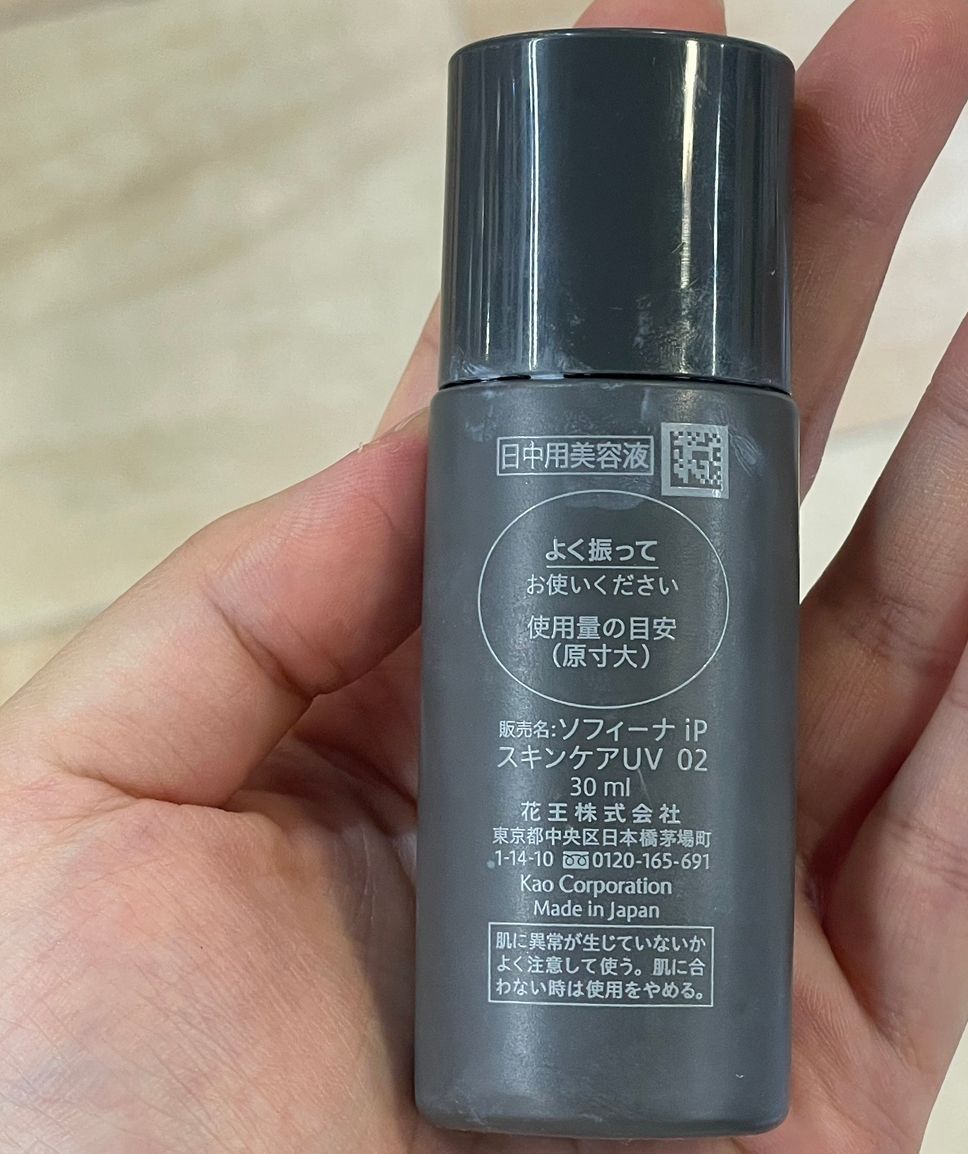 日中用美容液
よく振って
お使いください
使用量の目安
(原寸大)
販売名:ソフィーナ iP
スキンケアUV 02
30 ml
花王株式会社
東京都中央区日本橋茅場町
1-14-10 0120-165-691
Kao Corporation
Made in Japan
肌に異常が生じていないか
よく注意して使う。肌に合
わない時は使用をやめる。